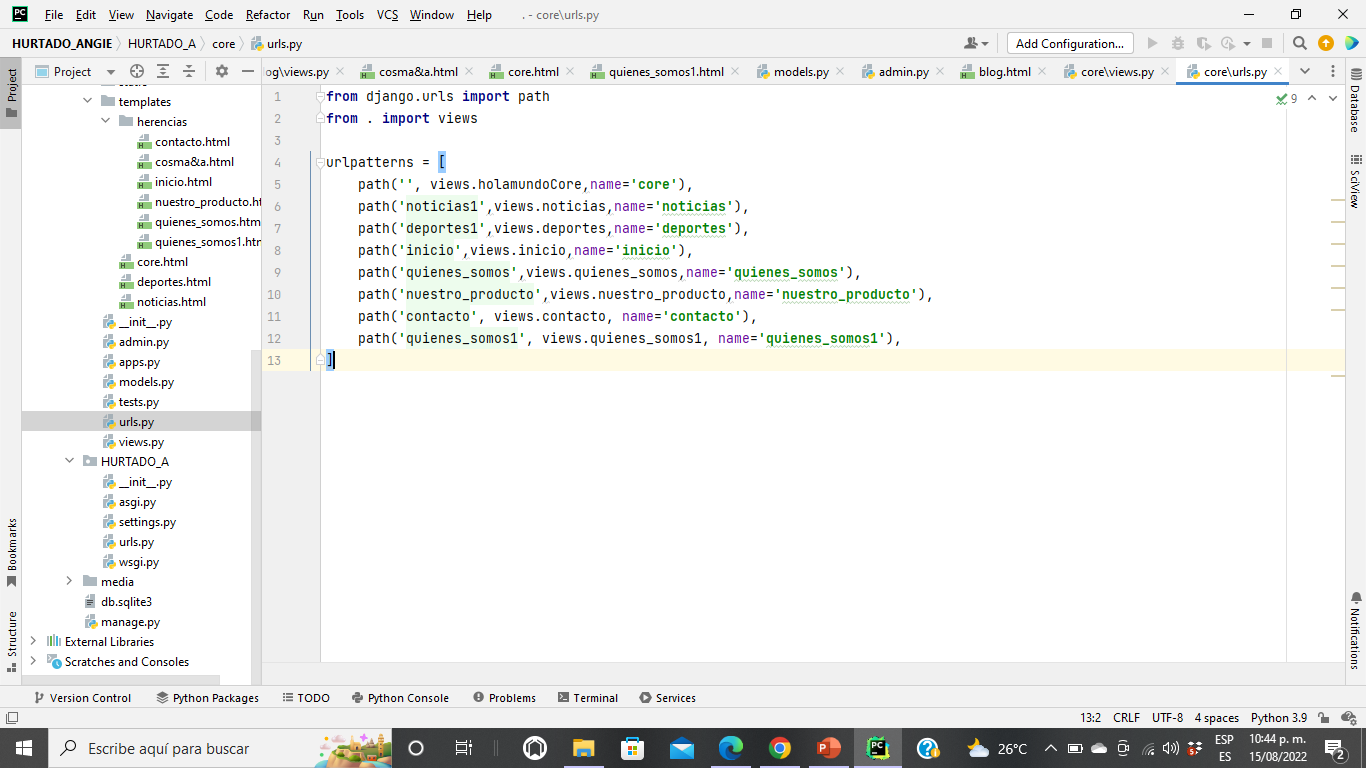 File Edit View Navigate Code Refactor Run Tools VCS Window Help . - core\urls.py
HURTADO_ANGIE HURTADO_A core urls.py Add Configuration...
Project og\views.py cosma&a.html core.html quienes_somos1.html models.py admin.py blog.html core\views.py core\urls.py
Project
Bookmarks
Structure
templates
herencias
contacto.html
cosma&a.html
inicio.html
nuestro_producto.ht
quienes_somos.htm
quienes_somos1.htm
core.html
deportes.html
noticias.html
__init__.py
admin.py
apps.py
models.py
tests.py
urls.py
views.py
HURTADO_A
__init__.py
asgi.py
settings.py
urls.py
wsgi.py
media
db.sqlite3
manage.py
External Libraries
Scratches and Consoles
1 from django.urls import path
2 from . import views
3
4 urlpatterns = [
5 path('', views.holamundoCore,name='core'),
6 path('noticias1',views.noticias,name='noticias'),
7 path('deportes1',views.deportes,name='deportes'),
8 path('inicio',views.inicio,name='inicio'),
9 path('quienes_somos',views.quienes_somos,name='quienes_somos'),
10 path('nuestro_producto',views.nuestro_producto,name='nuestro_producto'),
11 path('contacto', views.contacto, name='contacto'),
12 path('quienes_somos1', views.quienes_somos1, name='quienes_somos1'),
13 ]
9
Database
SciView
Notifications
Version Control Python Packages TODO Python Console Problems Terminal Services
13:2 CRLF UTF-8 4 spaces Python 3.9
Escribe aquí para buscar 26°C ESP 10:44 p. m.
ES 15/08/2022 2